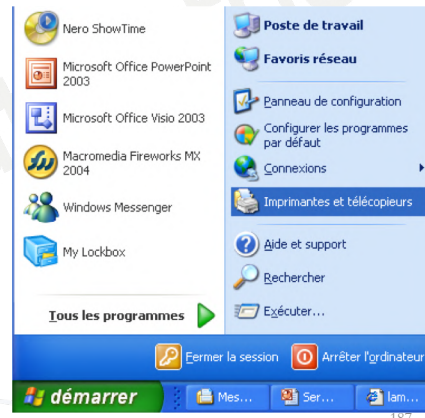 Nero ShowTime
Microsoft Office PowerPoint
2003
Microsoft Office Visio 2003
Macromedia Fireworks MX
2004
Windows Messenger
My Lockbox
Tous les programmes
Poste de travail
Favoris réseau
Panneau de configuration
Configurer les programmes
par défaut
Connexions
Imprimantes et télécopieurs
Aide et support
Rechercher
Exécuter...
Fermer la session
Arrêter l'ordinateur
démarrer
Mes...
Ser...
lam...
187